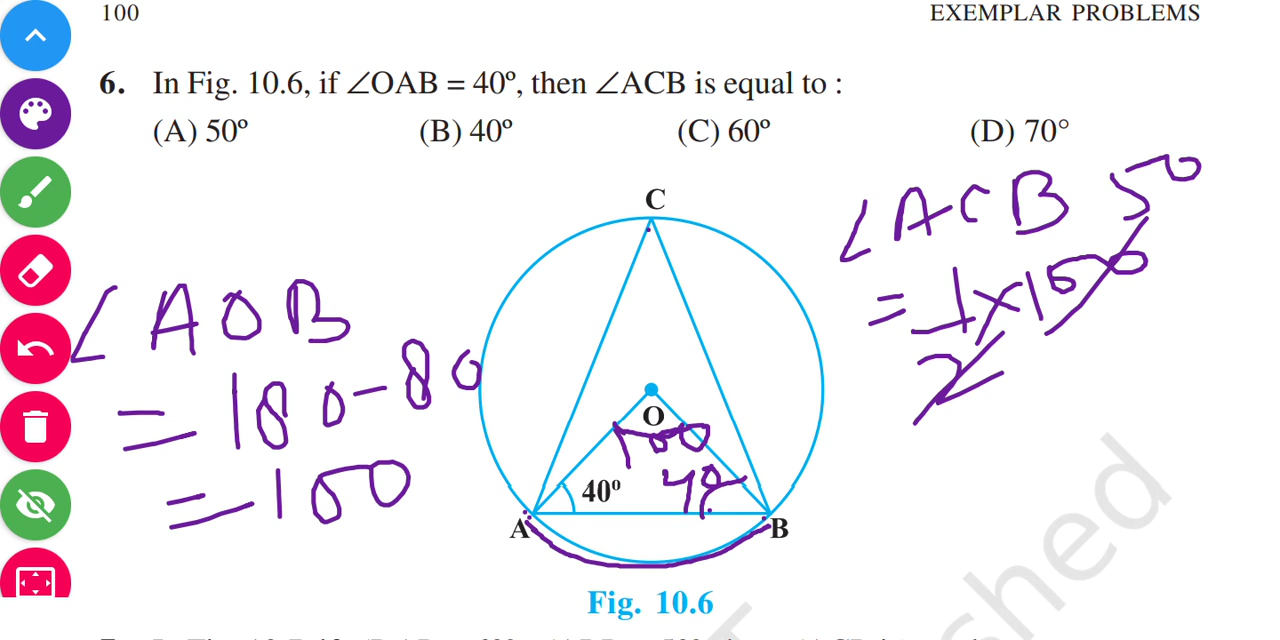 100 EXEMPLAR PROBLEMS
6. In Fig. 10.6, if ∠OAB = 40º, then ∠ACB is equal to :
(A) 50º (B) 40º (C) 60º (D) 70°
C
∠ACB 50
= 1/2 × 100
∠AOB
= 180-80
= 100
O
100
40º 40
A B
Fig. 10.6
shed